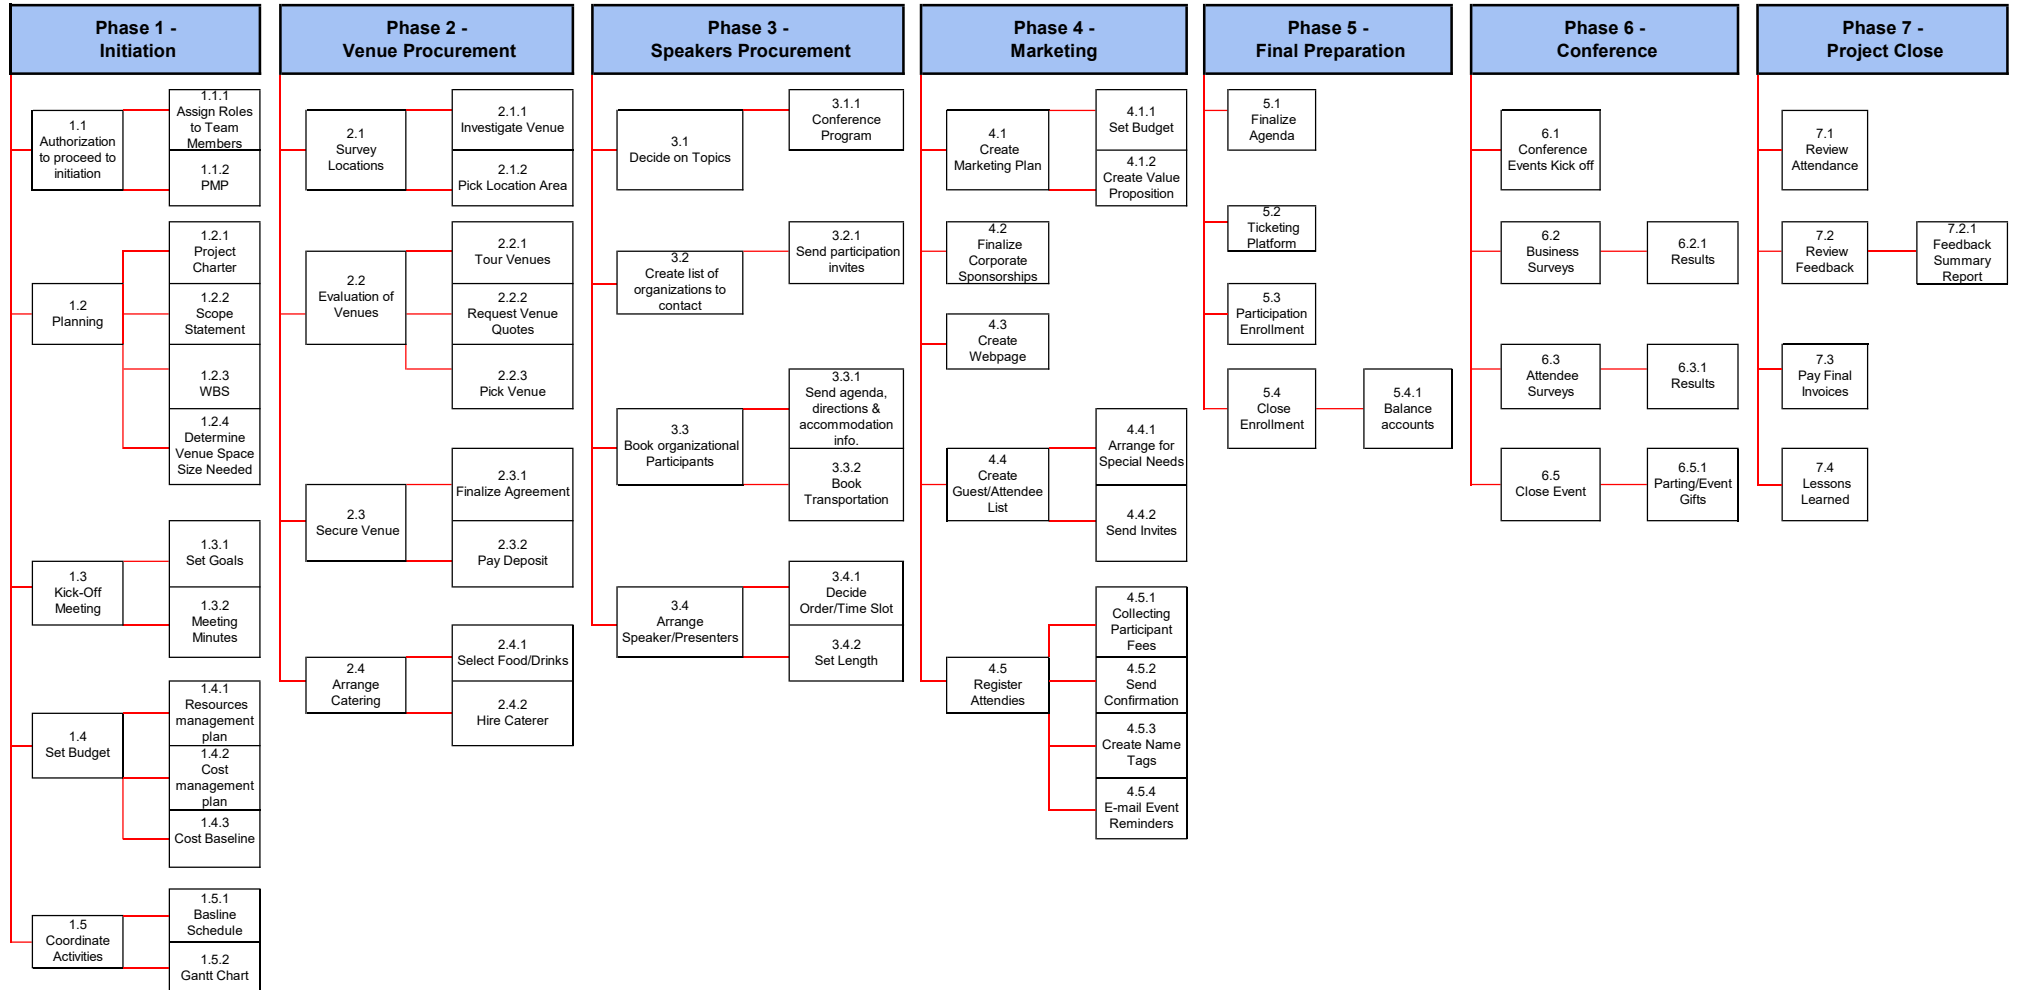 Phase 1 -
Initiation
1.1
Authorization
to proceed to
initiation
1.1.1
Assign Roles
to Team
Members
1.1.2
PMP
1.2
Planning
1.2.1
Project
Charter
1.2.2
Scope
Statement
1.2.3
WBS
1.2.4
Determine
Venue Space
Size Needed
1.3
Kick-Off
Meeting
1.3.1
Set Goals
1.3.2
Meeting
Minutes
1.4
Set Budget
1.4.1
Resources
management
plan
1.4.2
Cost
management
plan
1.4.3
Cost Baseline
1.5
Coordinate
Activities
1.5.1
Basline
Schedule
1.5.2
Gantt Chart
Phase 2 -
Venue Procurement
2.1
Survey
Locations
2.1.1
Investigate Venue
2.1.2
Pick Location Area
2.2
Evaluation of
Venues
2.2.1
Tour Venues
2.2.2
Request Venue
Quotes
2.2.3
Pick Venue
2.3
Secure Venue
2.3.1
Finalize Agreement
2.3.2
Pay Deposit
2.4
Arrange
Catering
2.4.1
Select Food/Drinks
2.4.2
Hire Caterer
Phase 3 -
Speakers Procurement
3.1
Decide on Topics
3.1.1
Conference
Program
3.2
Create list of
organizations to
contact
3.2.1
Send participation
invites
3.3
Book organizational
Participants
3.3.1
Send agenda,
directions &
accommodation
info.
3.3.2
Book
Transportation
3.4
Arrange
Speaker/Presenters
3.4.1
Decide
Order/Time Slot
3.4.2
Set Length
Phase 4 -
Marketing
4.1
Create
Marketing Plan
4.1.1
Set Budget
4.1.2
Create Value
Proposition
4.2
Finalize
Corporate
Sponsorships
4.3
Create
Webpage
4.4
Create
Guest/Attendee
List
4.4.1
Arrange for
Special Needs
4.4.2
Send Invites
4.5
Register
Attendies
4.5.1
Collecting
Participant
Fees
4.5.2
Send
Confirmation
4.5.3
Create Name
Tags
4.5.4
E-mail Event
Reminders
Phase 5 -
Final Preparation
5.1
Finalize
Agenda
5.2
Ticketing
Platform
5.3
Participation
Enrollment
5.4
Close
Enrollment
5.4.1
Balance
accounts
Phase 6 -
Conference
6.1
Conference
Events Kick off
6.2
Business
Surveys
6.2.1
Results
6.3
Attendee
Surveys
6.3.1
Results
6.5
Close Event
6.5.1
Parting/Event
Gifts
Phase 7 -
Project Close
7.1
Review
Attendance
7.2
Review
Feedback
7.2.1
Feedback
Summary
Report
7.3
Pay Final
Invoices
7.4
Lessons
Learned